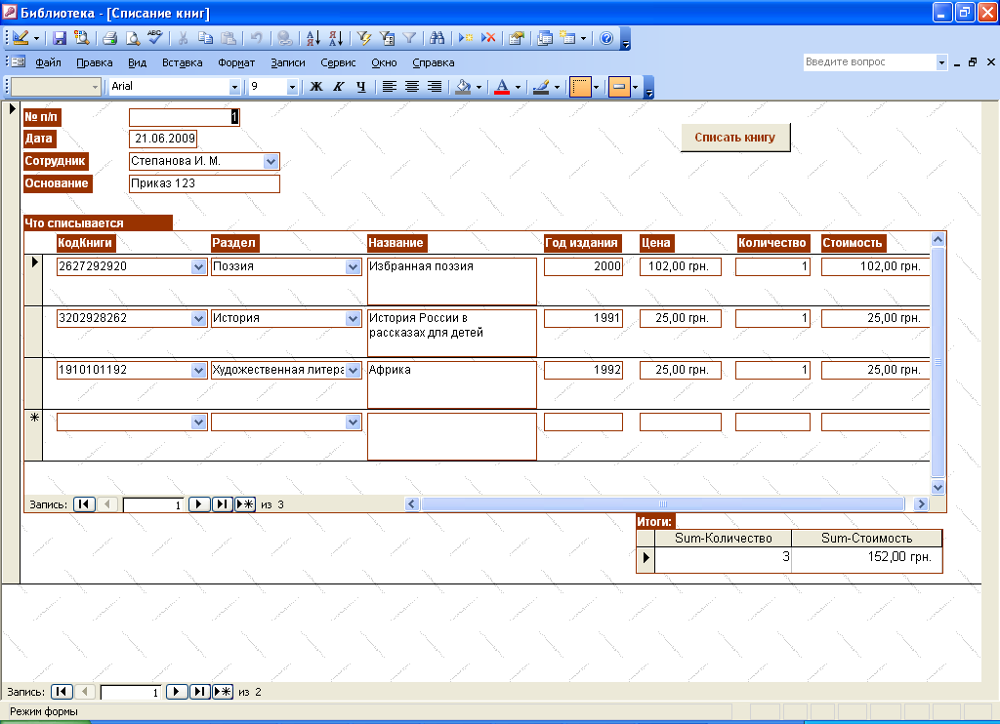 Библиотека - [Списание книг]
Файл Правка Вид Вставка Формат Записи Сервис Окно Справка
Введите вопрос
Arial 9 Ж К Ч
№ п/п 1
Дата 21.06.2009
Списать книгу
Сотрудник Степанова И. М.
Основание Приказ 123
Что списывается
КодКниги Раздел Название Год издания Цена Количество Стоимость
2627292920 Поэзия Избранная поэзия 2000 102,00 грн. 1 102,00 грн.
3202928262 История История России в 1991 25,00 грн. 1 25,00 грн.
рассказах для детей
1910101192 Художественная литера Африка 1992 25,00 грн. 1 25,00 грн.
Запись: 1 из 3
Итоги:
Sum-Количество Sum-Стоимость
3 152,00 грн.
Запись: 1 из 2
Режим формы